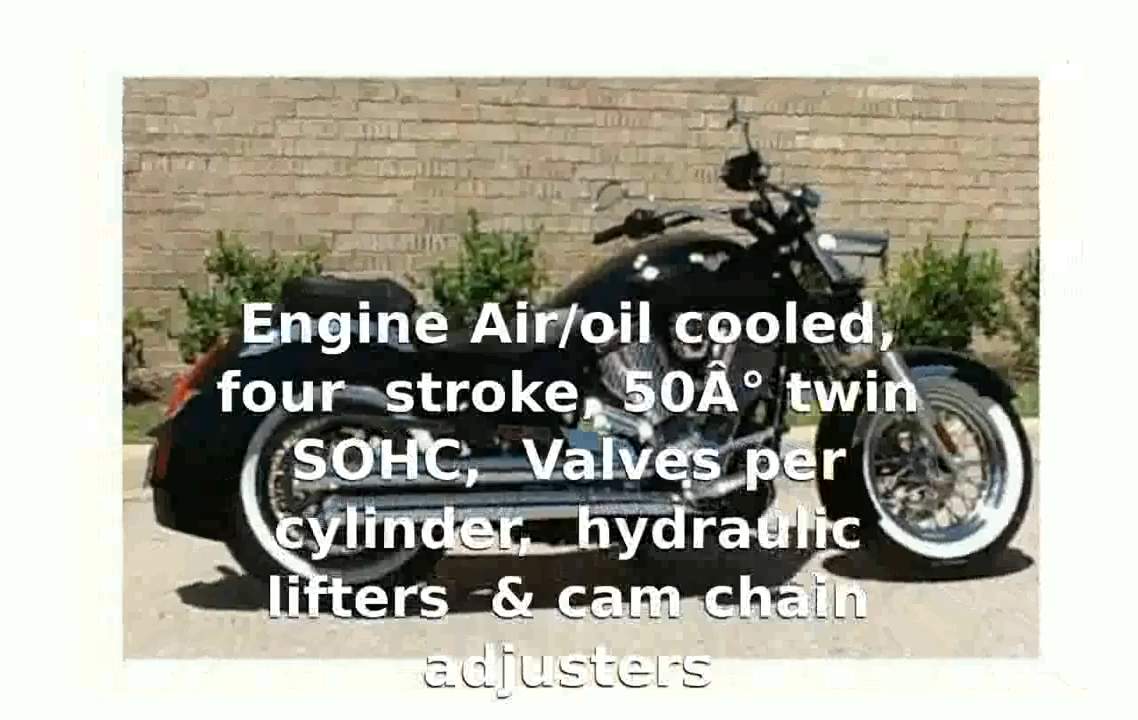 Engine Air/oil cooled,
four stroke, 50Â° twin
SOHC, Valves per
cylinder, hydraulic
lifters & cam chain
adjusters